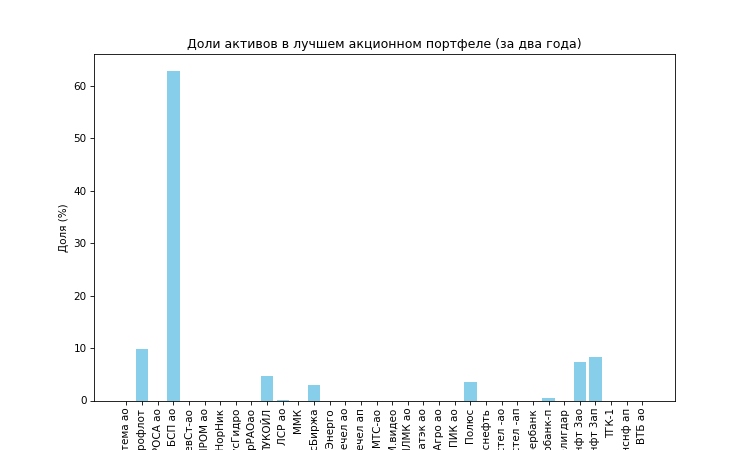 Доли активов в лучшем акционном портфеле (за два года)
Доля (%)
60
50
40
30
20
10
0
тема ао
рофлот
РОСА ао
БСП ао
евСт-ао
ПРОМ ао
НорНик
сГидро
рРАОао
ЛУКОЙЛ
ЛСР ао
ММК
сБиржа
Энерго
ечел ао
ечел ап
МТС-ао
М.видео
ЛМК ао
атэк ао
Агро ао
ПИК ао
Полюс
снефть
стел -ао
стел -ап
ербанк
рбанк-п
лигдар
нфт 3ао
нфт 3ап
ТГК-1
нснф ап
ВТБ ао